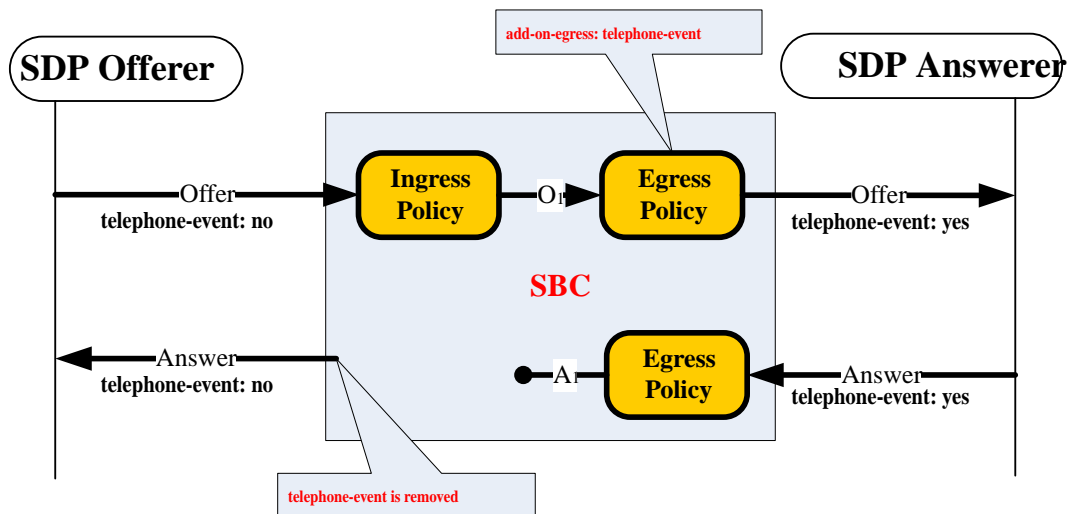 add-on-egress: telephone-event
SDP Offerer
SDP Answerer
Ingress
Policy
Egress
Policy
Offer
telephone-event: no
Offer
telephone-event: yes
SBC
Answer
telephone-event: no
Egress
Policy
Answer
telephone-event: yes
telephone-event is removed